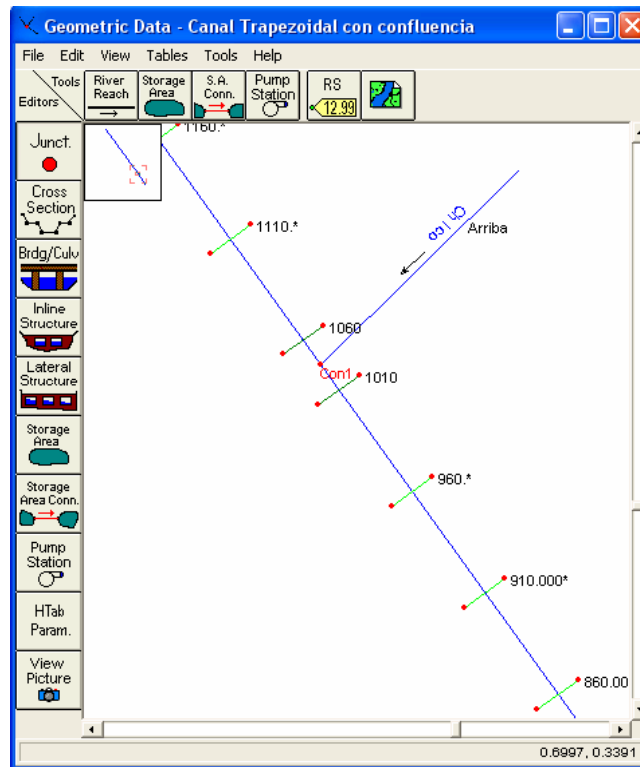 Geometric Data - Canal Trapezoidal con confluencia
File Edit View Tables Tools Help
Tools
Editors
River
Reach
Storage
Area
S.A.
Conn.
Pump
Station
RS
12.99
Junct.
Cross
Section
Brdg/Culv
Inline
Structure
Lateral
Structure
Storage
Area
Storage
Area Conn.
Pump
Station
HTab
Param.
View
Picture
1160.*
1110.*
Chico
Arriba
1060
Con1
1010
960.*
910.000*
860.00
0.6997, 0.3391